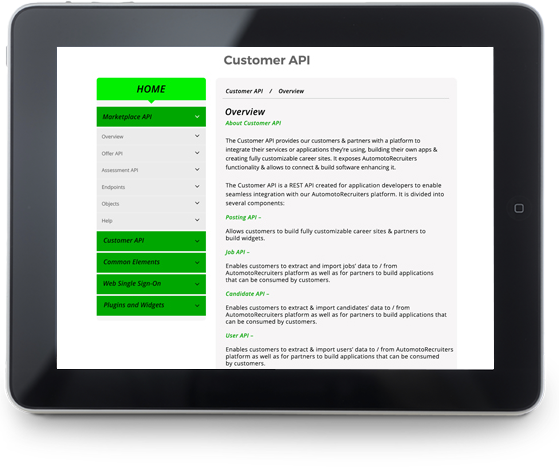 Customer API
HOME
Marketplace API
Overview
Offer API
Assessment API
Endpoints
Objects
Help
Customer API
Common Elements
Web Single Sign-On
Plugins and Widgets
Customer API / Overview
Overview
About Customer API
The Customer API provides our customers & partners with a platform to
integrate their services or applications they're using, building their own apps &
creating fully customizable career sites. It exposes AutomotoRecruiters
functionality & allows to connect & build software enhancing it.
The Customer API is a REST API created for application developers to enable
seamless integration with our AutomotoRecruiters platform. It is divided into
several components:
Posting API –
Allows customers to build fully customizable career sites & partners to
build widgets.
Job API –
Enables customers to extract and import jobs' data to / from
AutomotoRecruiters platform as well as for partners to build applications
that can be consumed by customers.
Candidate API –
Enables customers to extract & import candidates' data to / from
AutomotoRecruiters platform as well as for partners to build applications that
can be consumed by customers.
User API –
Enables customers to extract & import users' data to / from AutomotoRecruiters
platform as well as for partners to build applications that can be consumed
by customers.